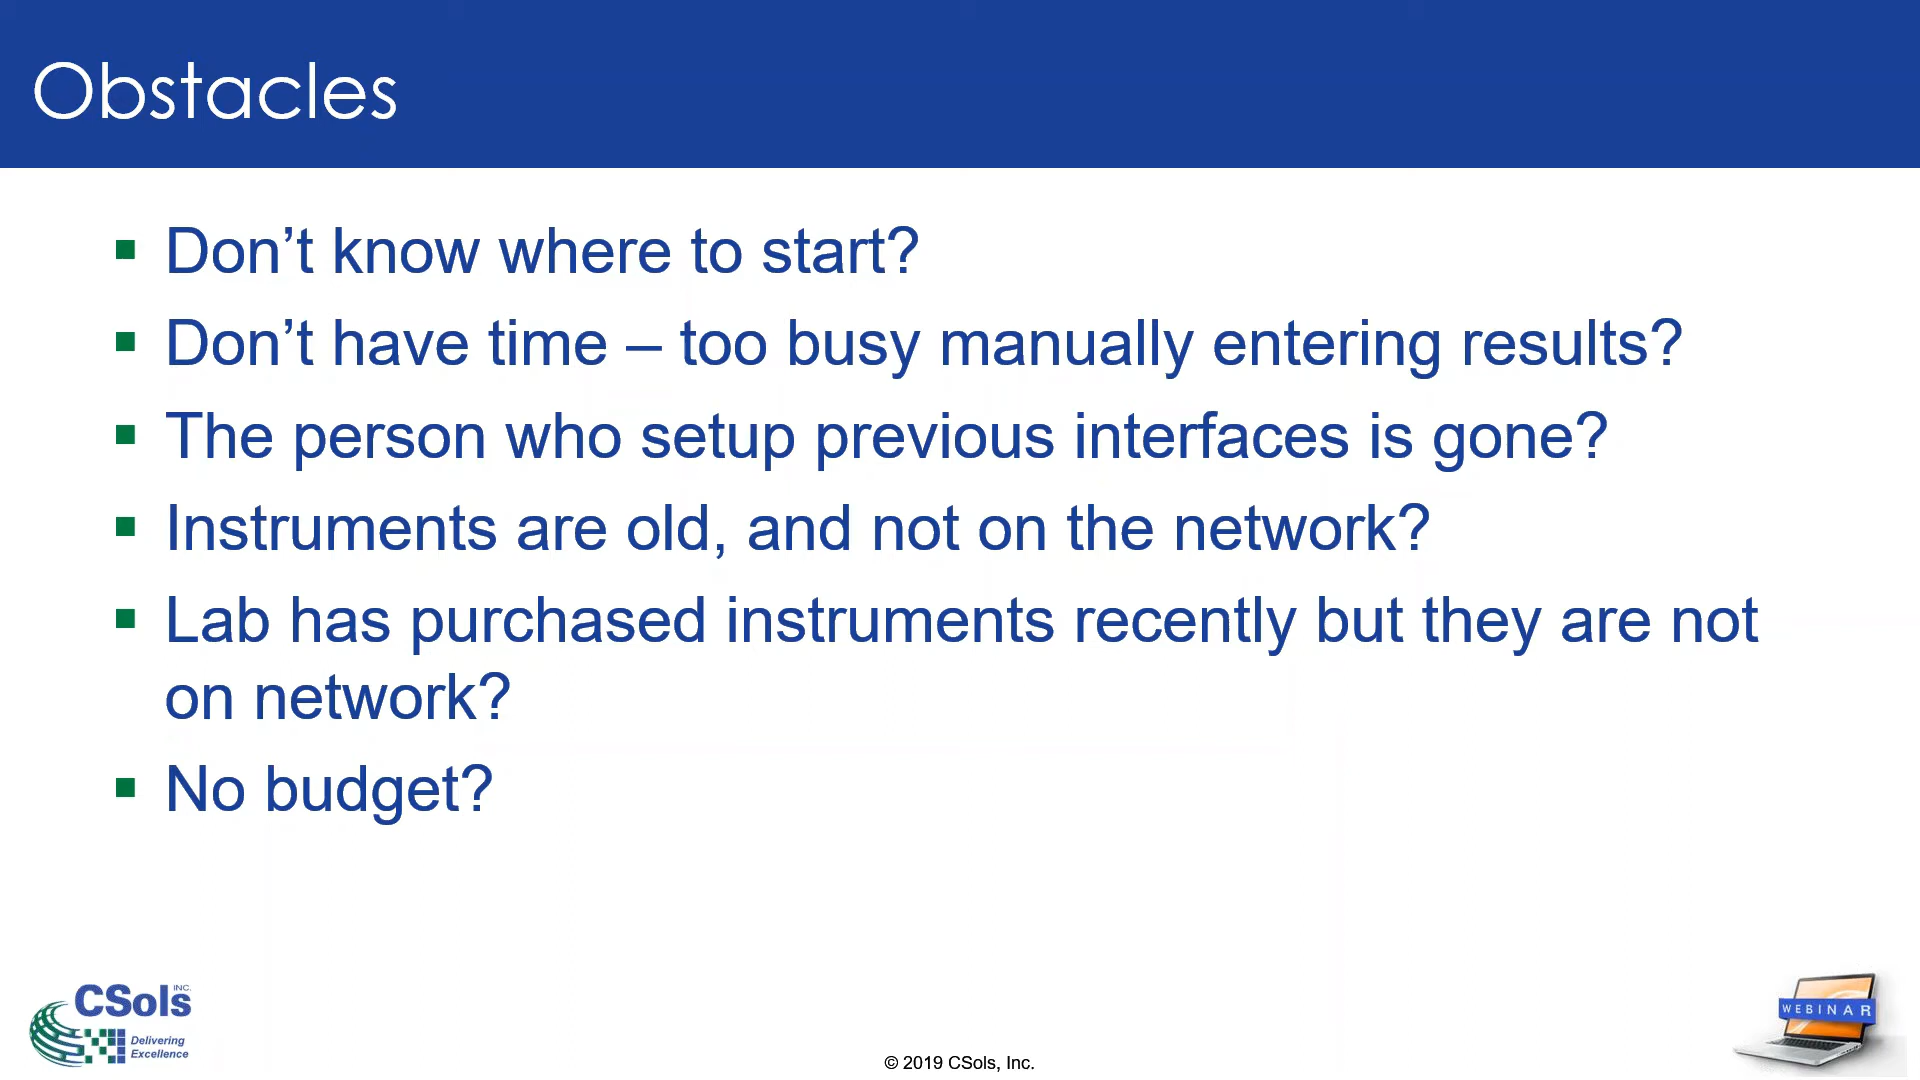 Obstacles
▪ Don’t know where to start?
▪ Don’t have time – too busy manually entering results?
▪ The person who setup previous interfaces is gone?
▪ Instruments are old, and not on the network?
▪ Lab has purchased instruments recently but they are not
on network?
▪ No budget?
CSols INC.
Delivering
Excellence
© 2019 CSols, Inc.
WEBINAR